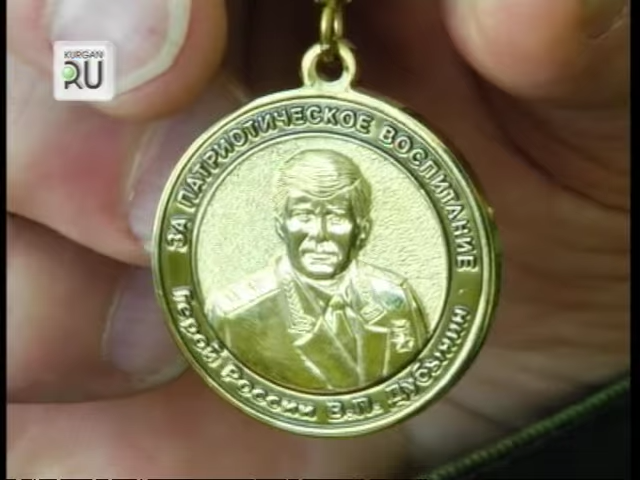 KURGAN
RU
ЗА ПАТРИОТИЧЕСКОЕ ВОСПИТАНИЕ
Герой России В.П. Дубынин